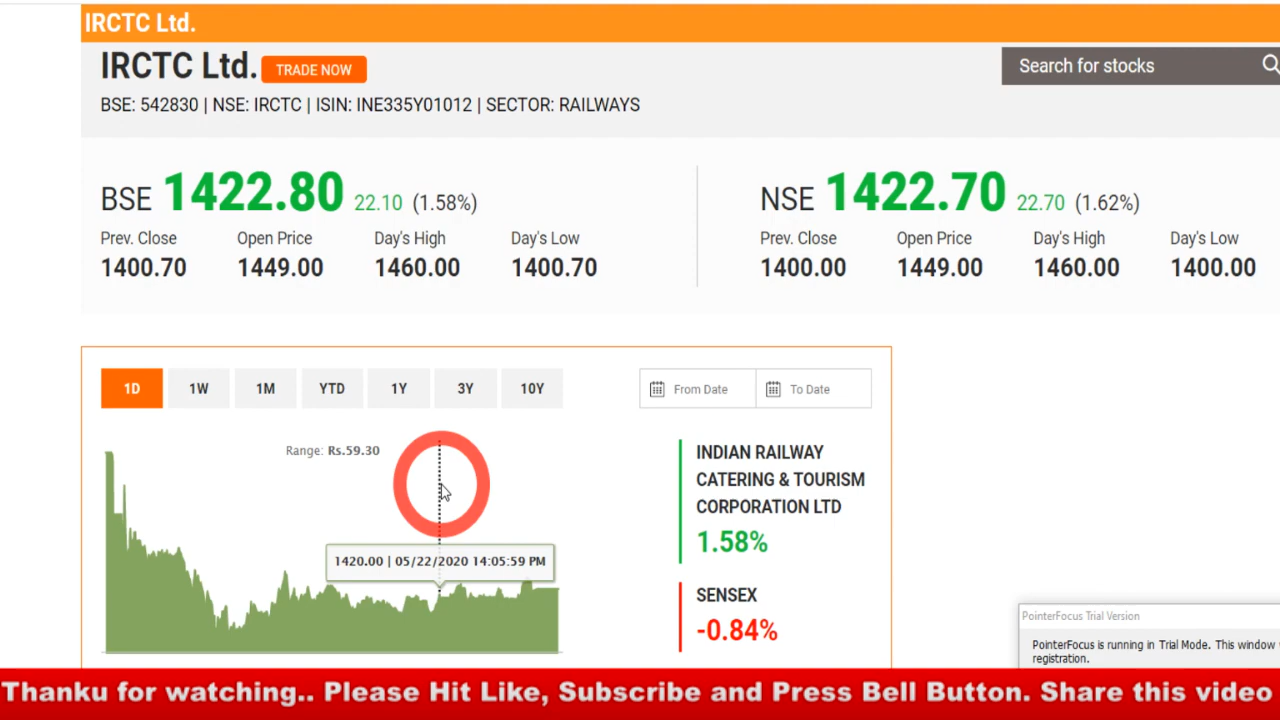 IRCTC Ltd.
IRCTC Ltd. TRADE NOW
Search for stocks
BSE: 542830 | NSE: IRCTC | ISIN: INE335Y01012 | SECTOR: RAILWAYS
BSE 1422.80 22.10 (1.58%)
Prev. Close Open Price Day's High Day's Low
1400.70 1449.00 1460.00 1400.70
NSE 1422.70 22.70 (1.62%)
Prev. Close Open Price Day's High Day's Low
1400.00 1449.00 1460.00 1400.00
1D 1W 1M YTD 1Y 3Y 10Y
From Date To Date
Range: Rs.59.30
1420.00 | 05/22/2020 14:05:59 PM
INDIAN RAILWAY
CATERING & TOURISM
CORPORATION LTD
1.58%
SENSEX
-0.84%
PointerFocus Trial Version
PointerFocus is running in Trial Mode. This window
registration.
Thanku for watching.. Please Hit Like, Subscribe and Press Bell Button. Share this video